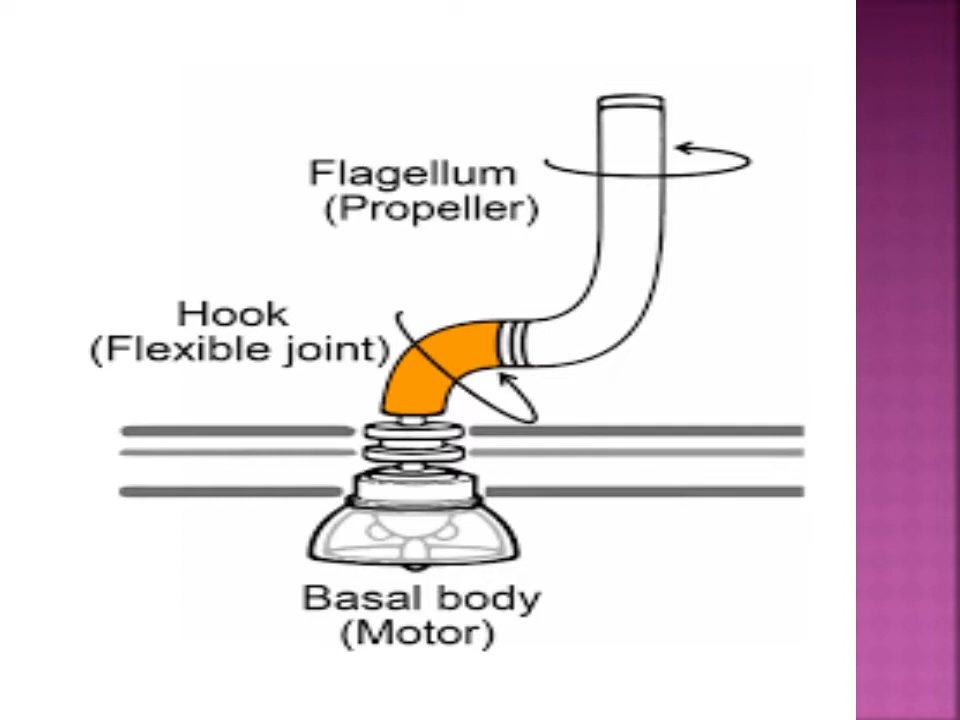 Flagellum
(Propeller)
Hook
(Flexible joint)
Basal body
(Motor)